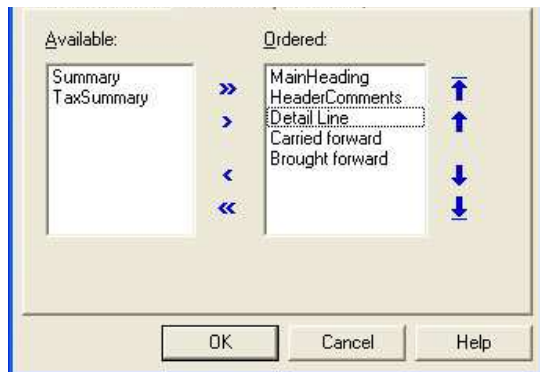 Available:
Ordered:
Summary
TaxSummary
MainHeading
HeaderComments
Detail Line
Carried forward
Brought forward
OK
Cancel
Help